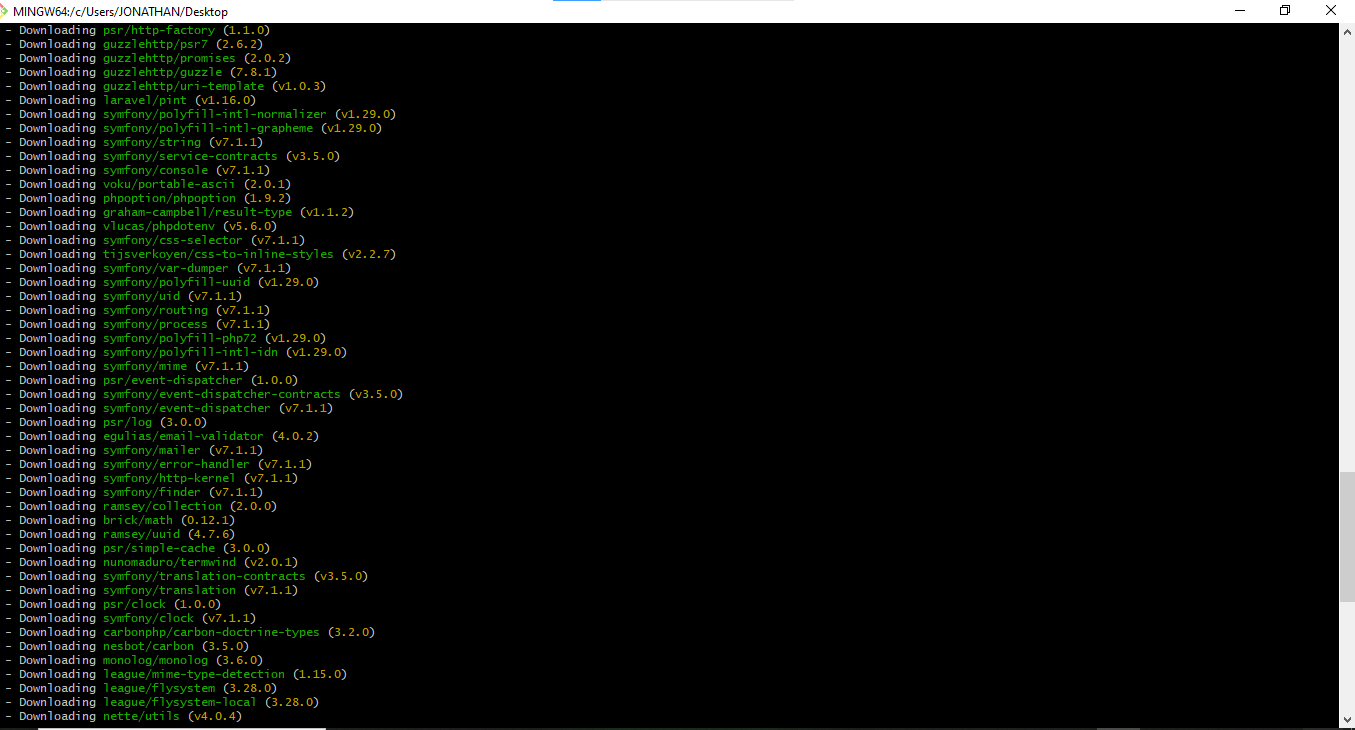 MINGW64:/c/Users/JONATHAN/Desktop
- Downloading psr/http-factory (1.1.0)
- Downloading guzzlehttp/psr7 (2.6.2)
- Downloading guzzlehttp/promises (2.0.2)
- Downloading guzzlehttp/guzzle (7.8.1)
- Downloading guzzlehttp/uri-template (v1.0.3)
- Downloading laravel/pint (v1.16.0)
- Downloading symfony/polyfill-intl-normalizer (v1.29.0)
- Downloading symfony/polyfill-intl-grapheme (v1.29.0)
- Downloading symfony/string (v7.1.1)
- Downloading symfony/service-contracts (v3.5.0)
- Downloading symfony/console (v7.1.1)
- Downloading voku/portable-ascii (2.0.1)
- Downloading phpoption/phpoption (1.9.2)
- Downloading graham-campbell/result-type (v1.1.2)
- Downloading vlucas/phpdotenv (v5.6.0)
- Downloading symfony/css-selector (v7.1.1)
- Downloading tijsverkoyen/css-to-inline-styles (v2.2.7)
- Downloading symfony/var-dumper (v7.1.1)
- Downloading symfony/polyfill-uuid (v1.29.0)
- Downloading symfony/uid (v7.1.1)
- Downloading symfony/routing (v7.1.1)
- Downloading symfony/process (v7.1.1)
- Downloading symfony/polyfill-php72 (v1.29.0)
- Downloading symfony/polyfill-intl-idn (v1.29.0)
- Downloading symfony/mime (v7.1.1)
- Downloading psr/event-dispatcher (1.0.0)
- Downloading symfony/event-dispatcher-contracts (v3.5.0)
- Downloading symfony/event-dispatcher (v7.1.1)
- Downloading psr/log (3.0.0)
- Downloading egulias/email-validator (4.0.2)
- Downloading symfony/mailer (v7.1.1)
- Downloading symfony/error-handler (v7.1.1)
- Downloading symfony/http-kernel (v7.1.1)
- Downloading symfony/finder (v7.1.1)
- Downloading ramsey/collection (2.0.0)
- Downloading brick/math (0.12.1)
- Downloading ramsey/uuid (4.7.6)
- Downloading psr/simple-cache (3.0.0)
- Downloading nunomaduro/termwind (v2.0.1)
- Downloading symfony/translation-contracts (v3.5.0)
- Downloading symfony/translation (v7.1.1)
- Downloading psr/clock (1.0.0)
- Downloading symfony/clock (v7.1.1)
- Downloading carbonphp/carbon-doctrine-types (3.2.0)
- Downloading nesbot/carbon (3.5.0)
- Downloading monolog/monolog (3.6.0)
- Downloading league/mime-type-detection (1.15.0)
- Downloading league/flysystem (3.28.0)
- Downloading league/flysystem-local (3.28.0)
- Downloading nette/utils (v4.0.4)